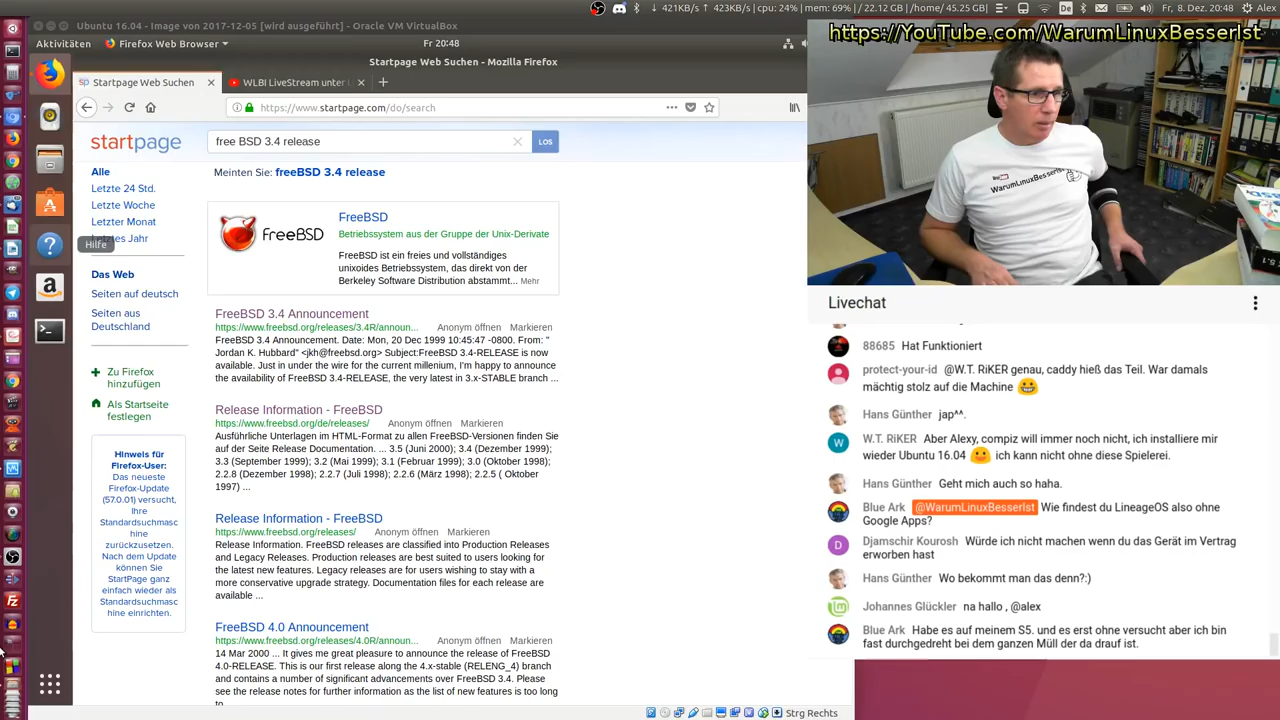 Ubuntu 16.04 - Image von 2017-12-05 [wird ausgeführt] - Oracle VM VirtualBox
421KB/s 473KB/s cpu: 24% mem: 69% / 22.12 GB /home/ 45.25 GB De Fr, 8. Dez, 20:48 Alex
https://YouTube.com/WarumLinuxBesserIst
Aktivitäten Firefox Web Browser Fr 20:48
Startpage Web Suchen - Mozilla Firefox
Startpage Web Suchen WLBI LiveStream unter
https://www.startpage.com/do/search
startpage free BSD 3.4 release LOS
Meinten Sie: freeBSD 3.4 release
Alle
Letzte 24 Std.
Letzte Woche
Letzter Monat
Letztes Jahr
Hilfe
Das Web
Seiten auf deutsch
Seiten aus
Deutschland
Zu Firefox
hinzufügen
Als Startseite
festlegen
Hinweis für
Firefox-User:
Das neueste
Firefox-Update
(57.0.01) versucht,
Ihre
Standardsuchmasc
hine
zurückzusetzen.
Nach dem Update
können Sie
StartPage ganz
einfach wieder als
Standardsuchmasc
hine einrichten.
FreeBSD
FreeBSD
Betriebssystem aus der Gruppe der Unix-Derivate
FreeBSD ist ein freies und vollständiges
unixoides Betriebssystem, das direkt von der
Berkeley Software Distribution abstammt... Mehr
FreeBSD 3.4 Announcement
https://www.freebsd.org/releases/3.4R/announ... Anonym öffnen Markieren
FreeBSD 3.4 Announcement. Date: Mon, 20 Dec 1999 10:45:47 -0800. From: "
Jordan K. Hubbard" <jkh@freebsd.org> Subject:FreeBSD 3.4-RELEASE is now
available. Just in under the wire for the current millenium, I'm happy to announce
the availability of FreeBSD 3.4-RELEASE, the very latest in 3.x-STABLE branch ...
Release Information - FreeBSD
https://www.freebsd.org/de/releases/ Anonym öffnen Markieren
Ausführliche Unterlagen im HTML-Format zu allen FreeBSD-Versionen finden Sie
auf der Seite Release Documentation. ... 3.5 (Juni 2000); 3.4 (Dezember 1999);
3.3 (September 1999); 3.2 (Mai 1999); 3.1 (Februar 1999); 3.0 (Oktober 1998);
2.2.8 (Dezember 1998); 2.2.7 (Juli 1998); 2.2.6 (März 1998); 2.2.5 ( Oktober
1997) ...
Release Information - FreeBSD
https://www.freebsd.org/releases/ Anonym öffnen Markieren
Release Information. FreeBSD releases are classified into Production Releases
and Legacy Releases. Production releases are best suited to users looking for
the latest new features. Legacy releases are for users wishing to stay with a
more conservative upgrade strategy. Documentation files for each release are
available ...
FreeBSD 4.0 Announcement
https://www.freebsd.org/releases/4.0R/announ... Anonym öffnen Markieren
14 Mar 2000 ... It gives me great pleasure to announce the release of FreeBSD
4.0-RELEASE. This is our first release along the 4.x-stable (RELENG_4) branch
and contains a number of significant advancements over FreeBSD 3.4. Please
see the release notes for further information as the list of new features is too long
to
Strg Rechts
WarumLinuxBesserIst
Livechat
88685 Hat Funktioniert
protect-your-id @W.T. RiKER genau, caddy hieß das Teil. War damals
mächtig stolz auf die Machine
Hans Günther jap^^.
W.T. RiKER Aber Alexy, compiz will immer noch nicht, ich installiere mir
wieder Ubuntu 16.04 ich kann nicht ohne diese Spielerei.
Hans Günther Geht mich auch so haha.
Blue Ark @WarumLinuxBesserIst Wie findest du LineageOS also ohne
Google Apps?
Djamschir Kourosh Würde ich nicht machen wenn du das Gerät im Vertrag
erworben hast
Hans Günther Wo bekommt man das denn?:)
Johannes Glückler na hallo , @alex
Blue Ark Habe es auf meinem S5. und es erst ohne versucht aber ich bin
fast durchgedreht bei dem ganzen Müll der da drauf ist.